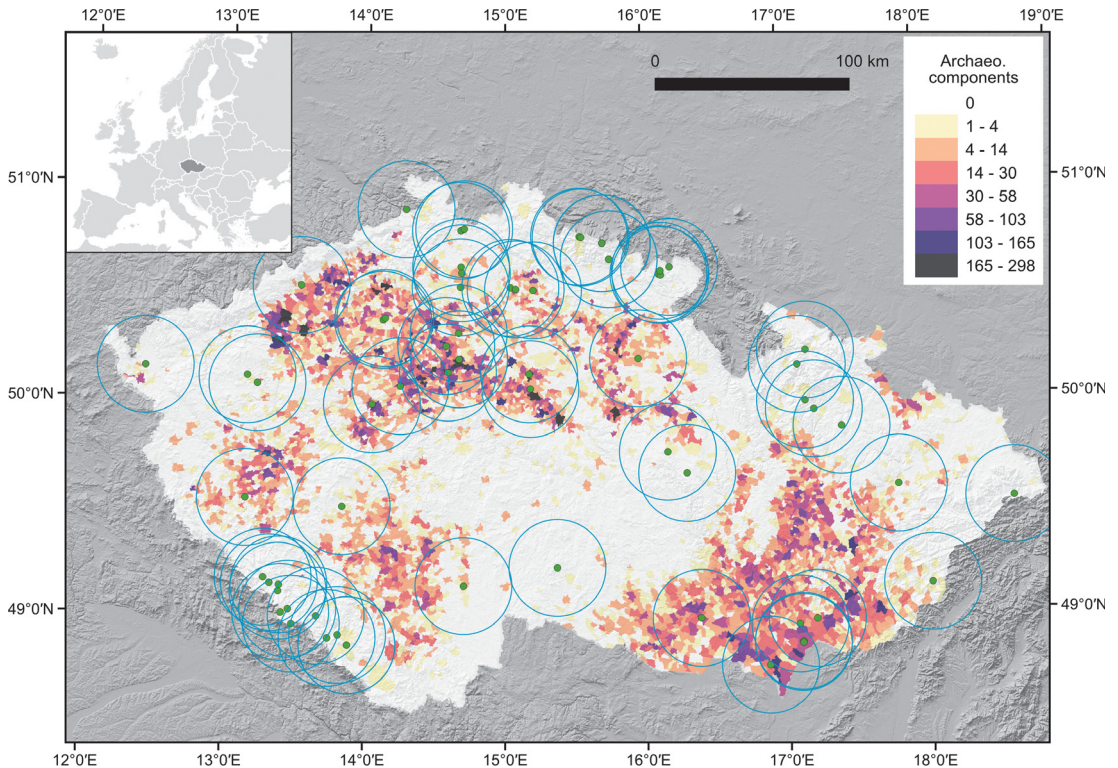 12°0'E 13°0'E 14°0'E 15°0'E 16°0'E 17°0'E 18°0'E 19°0'E
0 100 km
Archaeo.
components
0
1 - 4
4 - 14
14 - 30
30 - 58
58 - 103
103 - 165
165 - 298
51°0'N 51°0'N
50°0'N 50°0'N
49°0'N 49°0'N
12°0'E 13°0'E 14°0'E 15°0'E 16°0'E 17°0'E 18°0'E